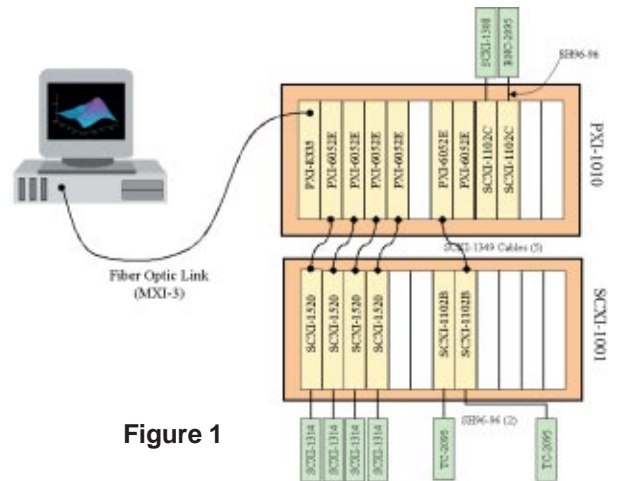 SCXI-1308
BNC-2095
SH96-96
PXI-8335
PXI-6052E
PXI-6052E
PXI-6052E
PXI-6052E
PXI-6052E
PXI-6052E
SCXI-1102C
SCXI-1102C
PXI-1010
SCXI-1349 Cables (5)
Fiber Optic Link
(MXI-3)
SCXI-1520
SCXI-1520
SCXI-1520
SCXI-1520
SCXI-1102B
SCXI-1102B
SCXI-1001
SH96-96 (2)
SCXI-1314
SCXI-1314
SCXI-1314
SCXI-1314
TC-2095
TC-2095
Figure 1